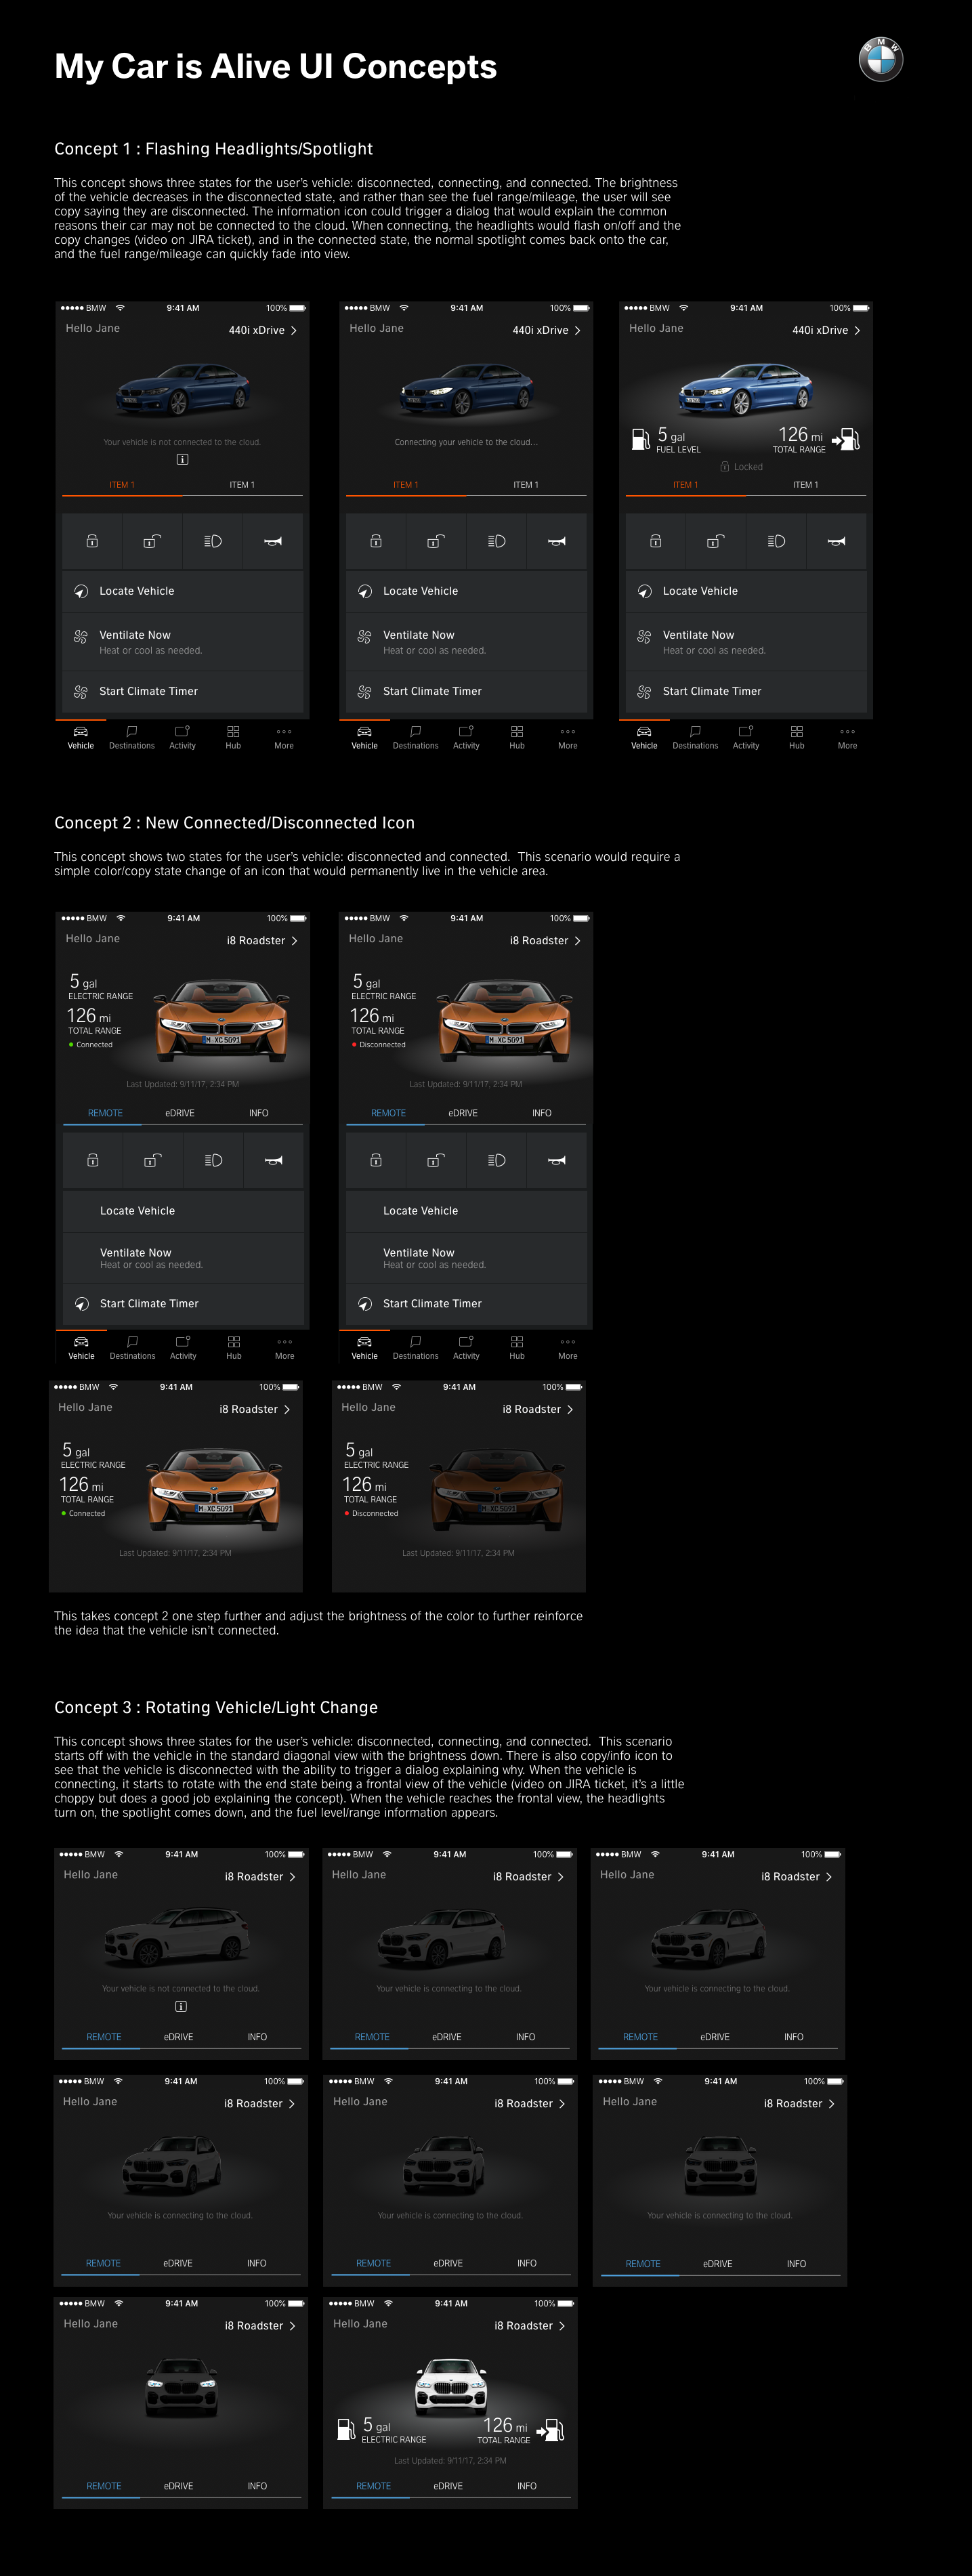 My Car is Alive UI Concepts
BMW
Concept 1 : Flashing Headlights/Spotlight
This concept shows three states for the user's vehicle: disconnected, connecting, and connected. The brightness
of the vehicle decreases in the disconnected state, and rather than see the fuel range/mileage, the user will see
copy saying they are disconnected. The information icon could trigger a dialog that would explain the common
reasons their car may not be connected to the cloud. When connecting, the headlights would flash on/off and the
copy changes (video on JIRA ticket), and in the connected state, the normal spotlight comes back onto the car,
and the fuel range/mileage can quickly fade into view.
BMW 9:41 AM 100%
Hello Jane
440i xDrive
Your vehicle is not connected to the cloud.
ITEM 1 ITEM 1
Locate Vehicle
Ventilate Now
Heat or cool as needed.
Start Climate Timer
Vehicle Destinations Activity Hub More
BMW 9:41 AM 100%
Hello Jane
440i xDrive
Connecting your vehicle to the cloud...
ITEM 1 ITEM 1
Locate Vehicle
Ventilate Now
Heat or cool as needed.
Start Climate Timer
Vehicle Destinations Activity Hub More
BMW 9:41 AM 100%
Hello Jane
440i xDrive
5 gal 126 mi
FUEL LEVEL TOTAL RANGE
Locked
ITEM 1 ITEM 1
Locate Vehicle
Ventilate Now
Heat or cool as needed.
Start Climate Timer
Vehicle Destinations Activity Hub More
Concept 2 : New Connected/Disconnected Icon
This concept shows two states for the user's vehicle: disconnected and connected.  This scenario would require a
simple color/copy state change of an icon that would permanently live in the vehicle area.
BMW 9:41 AM 100%
Hello Jane
i8 Roadster
5 gal
ELECTRIC RANGE
126 mi
TOTAL RANGE
Connected
M·XC 5091
Last Updated: 9/11/17, 2:34 PM
REMOTE eDRIVE INFO
Locate Vehicle
Ventilate Now
Heat or cool as needed.
Start Climate Timer
Vehicle Destinations Activity Hub More
BMW 9:41 AM 100%
Hello Jane
i8 Roadster
5 gal
ELECTRIC RANGE
126 mi
TOTAL RANGE
Disconnected
M·XC 5091
Last Updated: 9/11/17, 2:34 PM
REMOTE eDRIVE INFO
Locate Vehicle
Ventilate Now
Heat or cool as needed.
Start Climate Timer
Vehicle Destinations Activity Hub More
BMW 9:41 AM 100%
Hello Jane
i8 Roadster
5 gal
ELECTRIC RANGE
126 mi
TOTAL RANGE
Connected
M·XC 5091
Last Updated: 9/11/17, 2:34 PM
BMW 9:41 AM 100%
Hello Jane
i8 Roadster
5 gal
ELECTRIC RANGE
126 mi
TOTAL RANGE
Disconnected
M·XC 5091
Last Updated: 9/11/17, 2:34 PM
This takes concept 2 one step further and adjust the brightness of the color to further reinforce
the idea that the vehicle isn't connected.
Concept 3 : Rotating Vehicle/Light Change
This concept shows three states for the user's vehicle: disconnected, connecting, and connected.  This scenario
starts off with the vehicle in the standard diagonal view with the brightness down. There is also copy/info icon to
see that the vehicle is disconnected with the ability to trigger a dialog explaining why. When the vehicle is
connecting, it starts to rotate with the end state being a frontal view of the vehicle (video on JIRA ticket, it's a little
choppy but does a good job explaining the concept). When the vehicle reaches the frontal view, the headlights
turn on, the spotlight comes down, and the fuel level/range information appears.
BMW 9:41 AM 100%
Hello Jane
i8 Roadster
Your vehicle is not connected to the cloud.
REMOTE eDRIVE INFO
BMW 9:41 AM 100%
Hello Jane
i8 Roadster
Your vehicle is connecting to the cloud.
REMOTE eDRIVE INFO
BMW 9:41 AM 100%
Hello Jane
i8 Roadster
Your vehicle is connecting to the cloud.
REMOTE eDRIVE INFO
BMW 9:41 AM 100%
Hello Jane
i8 Roadster
Your vehicle is connecting to the cloud.
REMOTE eDRIVE INFO
BMW 9:41 AM 100%
Hello Jane
i8 Roadster
Your vehicle is connecting to the cloud.
REMOTE eDRIVE INFO
BMW 9:41 AM 100%
Hello Jane
i8 Roadster
Your vehicle is connecting to the cloud.
REMOTE eDRIVE INFO
BMW 9:41 AM 100%
Hello Jane
i8 Roadster
REMOTE eDRIVE INFO
BMW 9:41 AM 100%
Hello Jane
i8 Roadster
5 gal 126 mi
ELECTRIC RANGE TOTAL RANGE
Last Updated: 9/11/17, 2:34 PM
REMOTE eDRIVE INFO